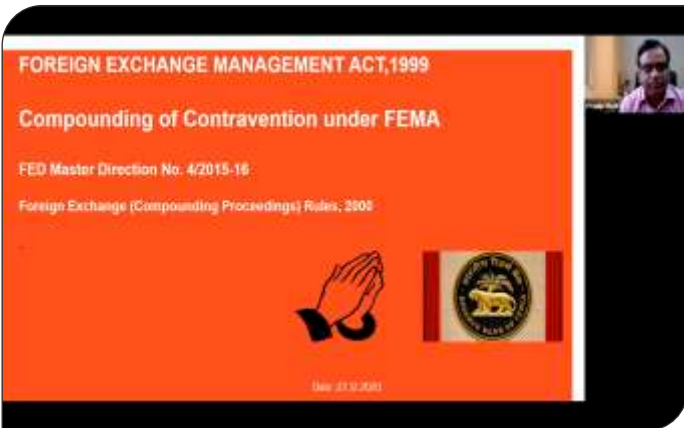 FOREIGN EXCHANGE MANAGEMENT ACT,1999
Compounding of Contravention under FEMA
FED Master Direction No. 4/2015-16
Foreign Exchange (Compounding Proceedings) Rules, 2000